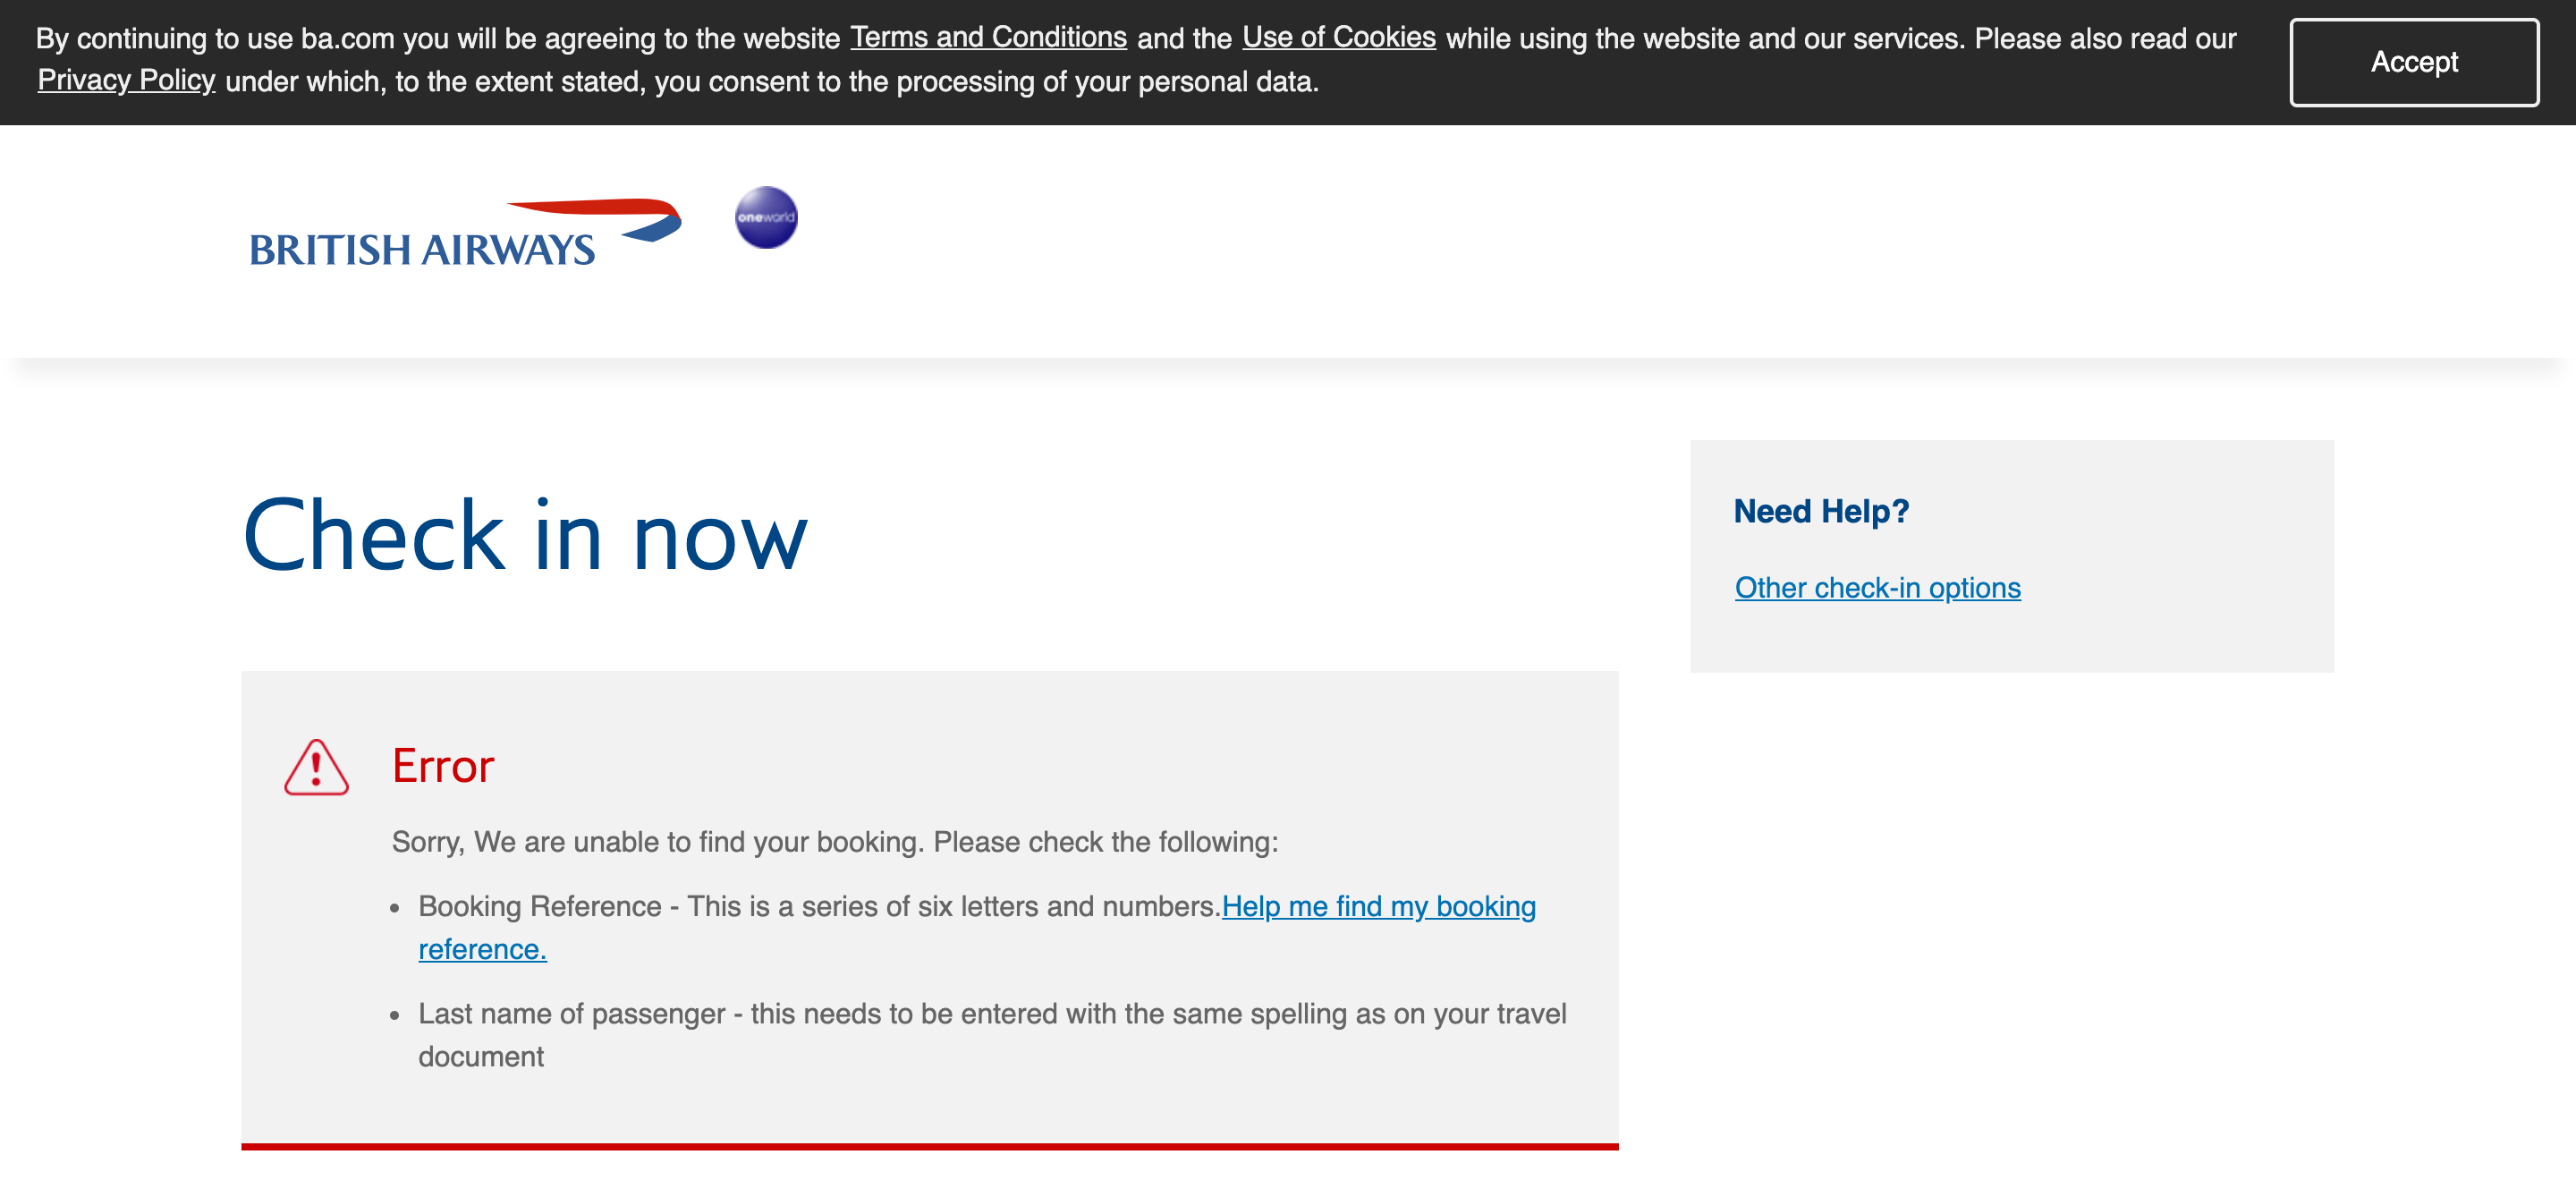 By continuing to use ba.com you will be agreeing to the website Terms and Conditions and the Use of Cookies while using the website and our services. Please also read our
Privacy Policy under which, to the extent stated, you consent to the processing of your personal data.
Accept
BRITISH AIRWAYS
oneworld
Check in now
Need Help?
Other check-in options
Error
Sorry, We are unable to find your booking. Please check the following:
• Booking Reference - This is a series of six letters and numbers.Help me find my booking
reference.
• Last name of passenger - this needs to be entered with the same spelling as on your travel
document